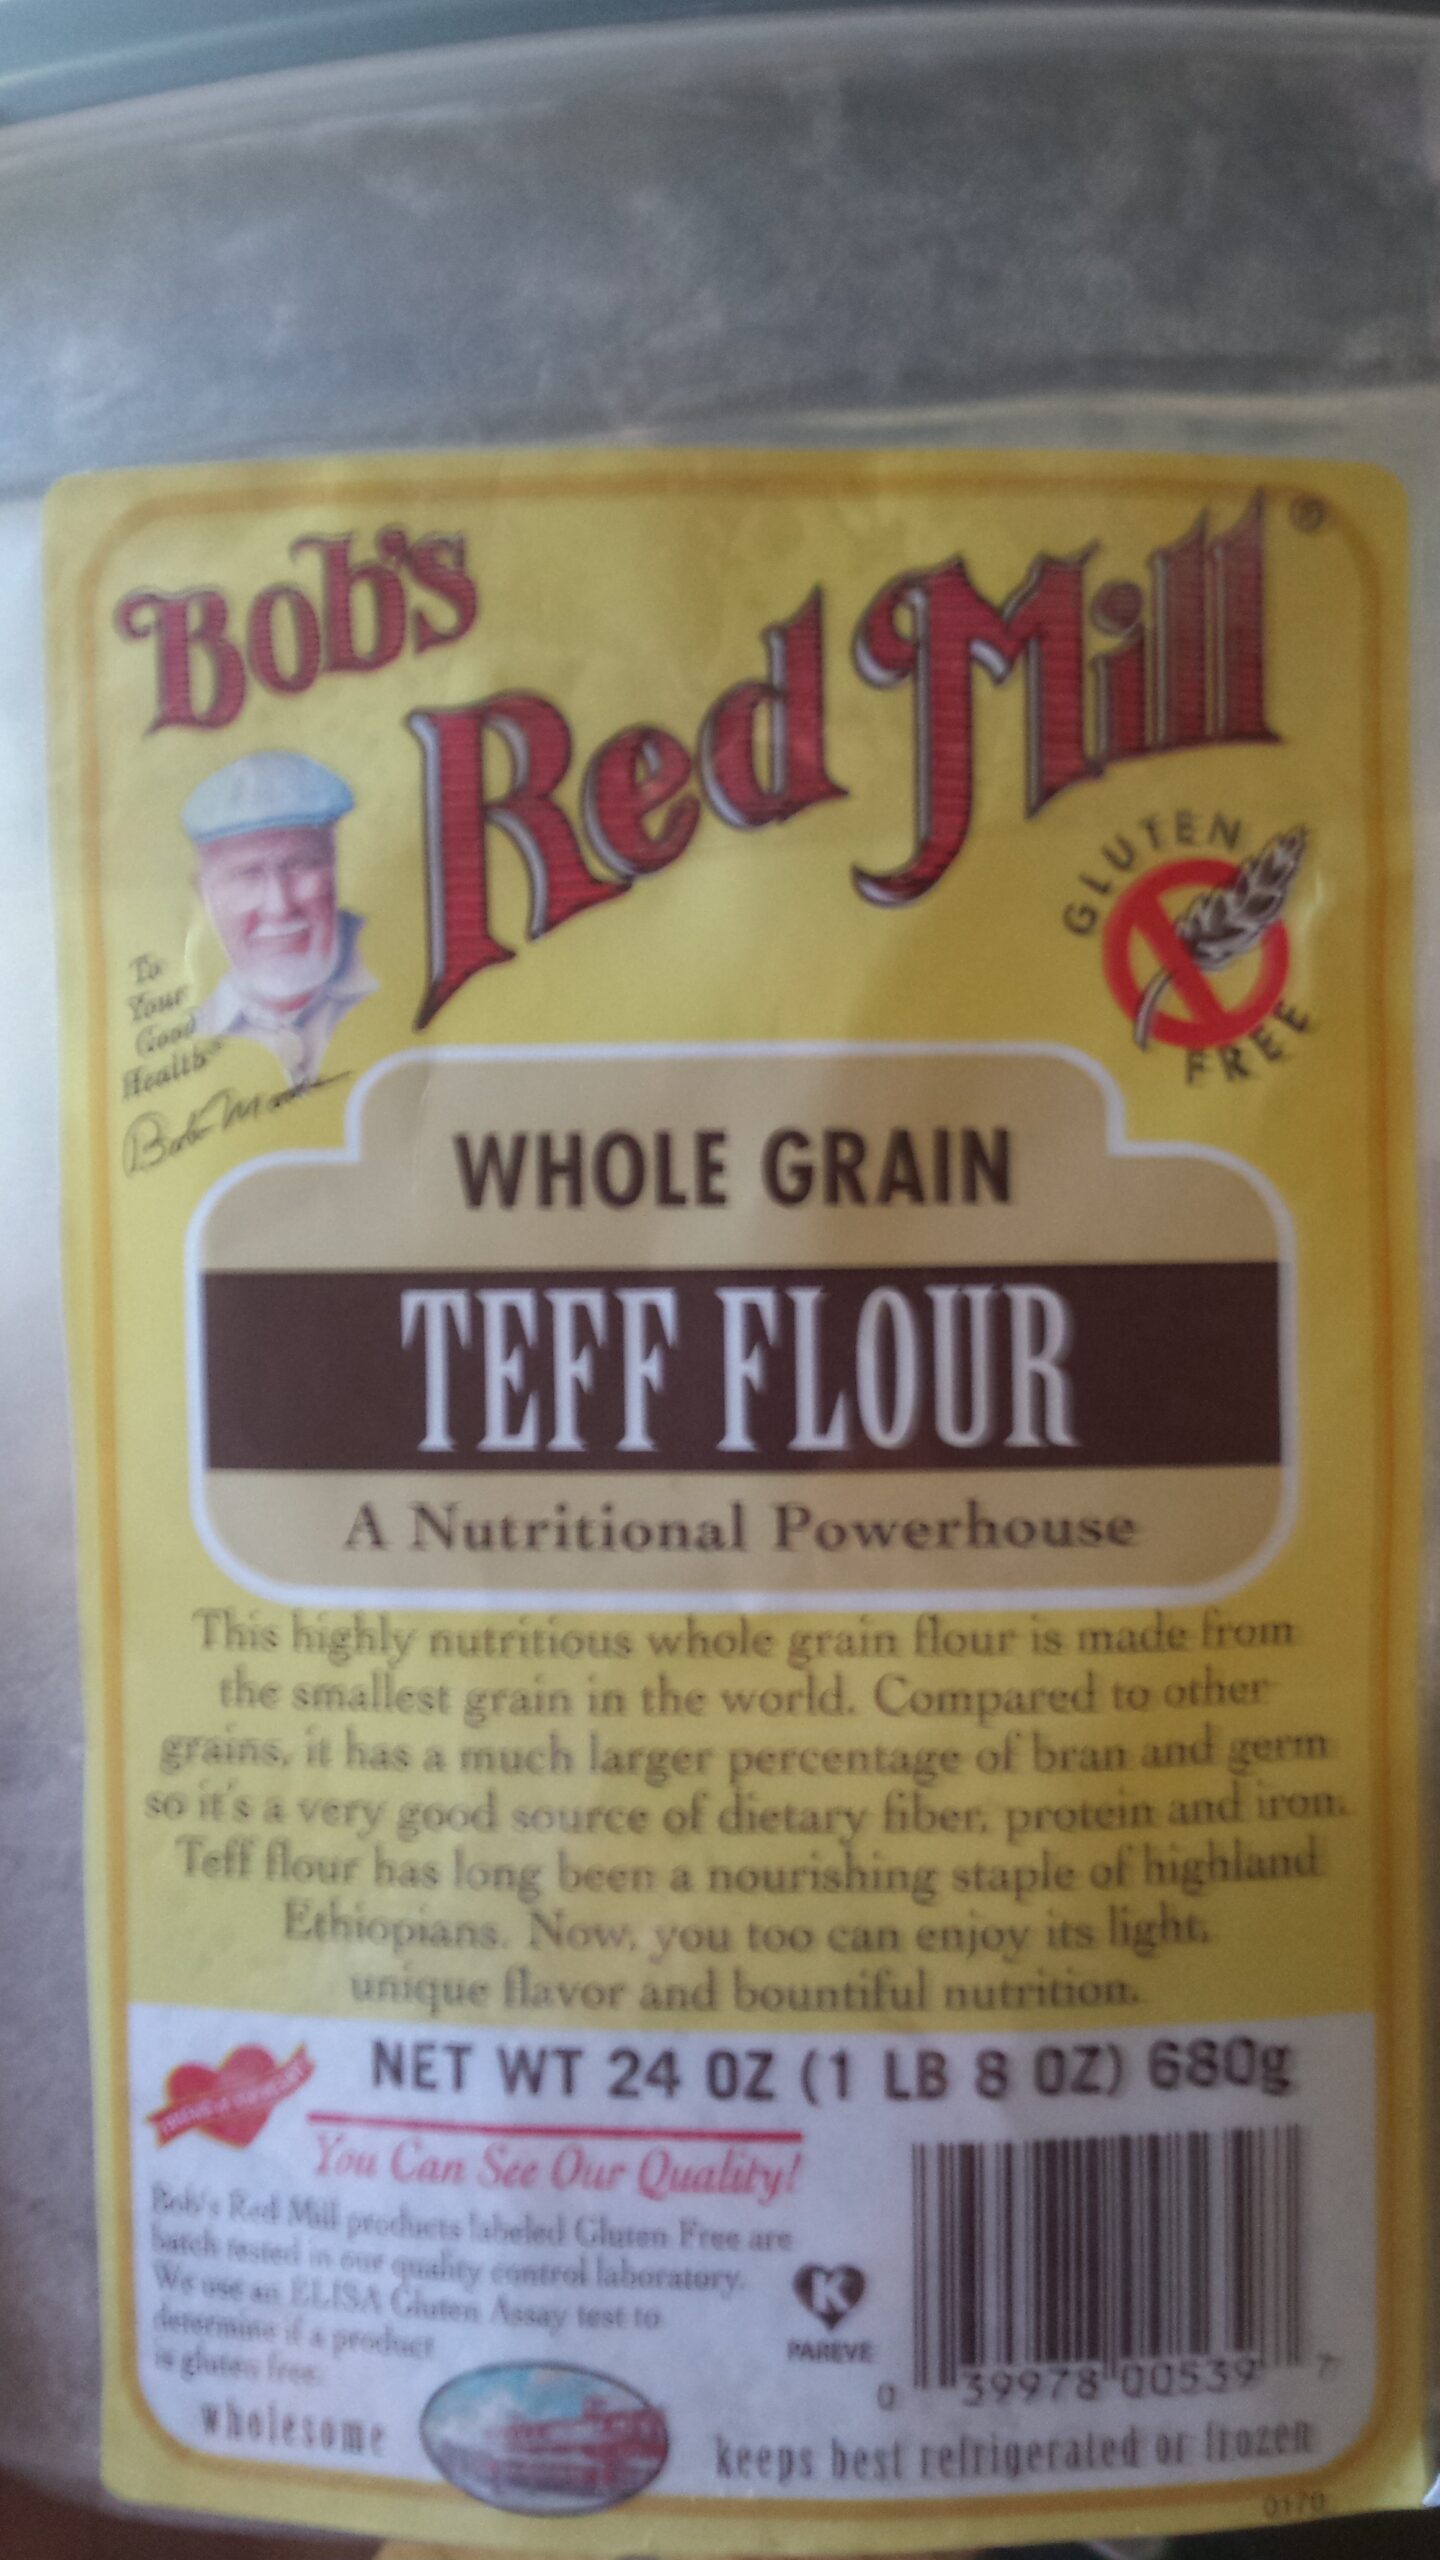 Bob's
Red Mill®
GLUTEN
FREE
To
Your
Good
Health
WHOLE GRAIN
TEFF FLOUR
A Nutritional Powerhouse
This highly nutritious whole grain flour is made from
the smallest grain in the world. Compared to other
grains, it has a much larger percentage of bran and germ
so it's a very good source of dietary fiber, protein and iron.
Teff flour has long been a nourishing staple of highland
Ethiopians. Now, you too can enjoy its light,
unique flavor and bountiful nutrition.
NET WT 24 OZ (1 LB 8 OZ) 680g
You Can See Our Quality!
Bob's Red Mill products labeled Gluten Free are
batch tested in our quality control laboratory.
We use an ELISA Gluten Assay test to
determine if a product
is gluten free.
K
PAREVE
0 39978 00539 7
wholesome
keeps best refrigerated or frozen
0170